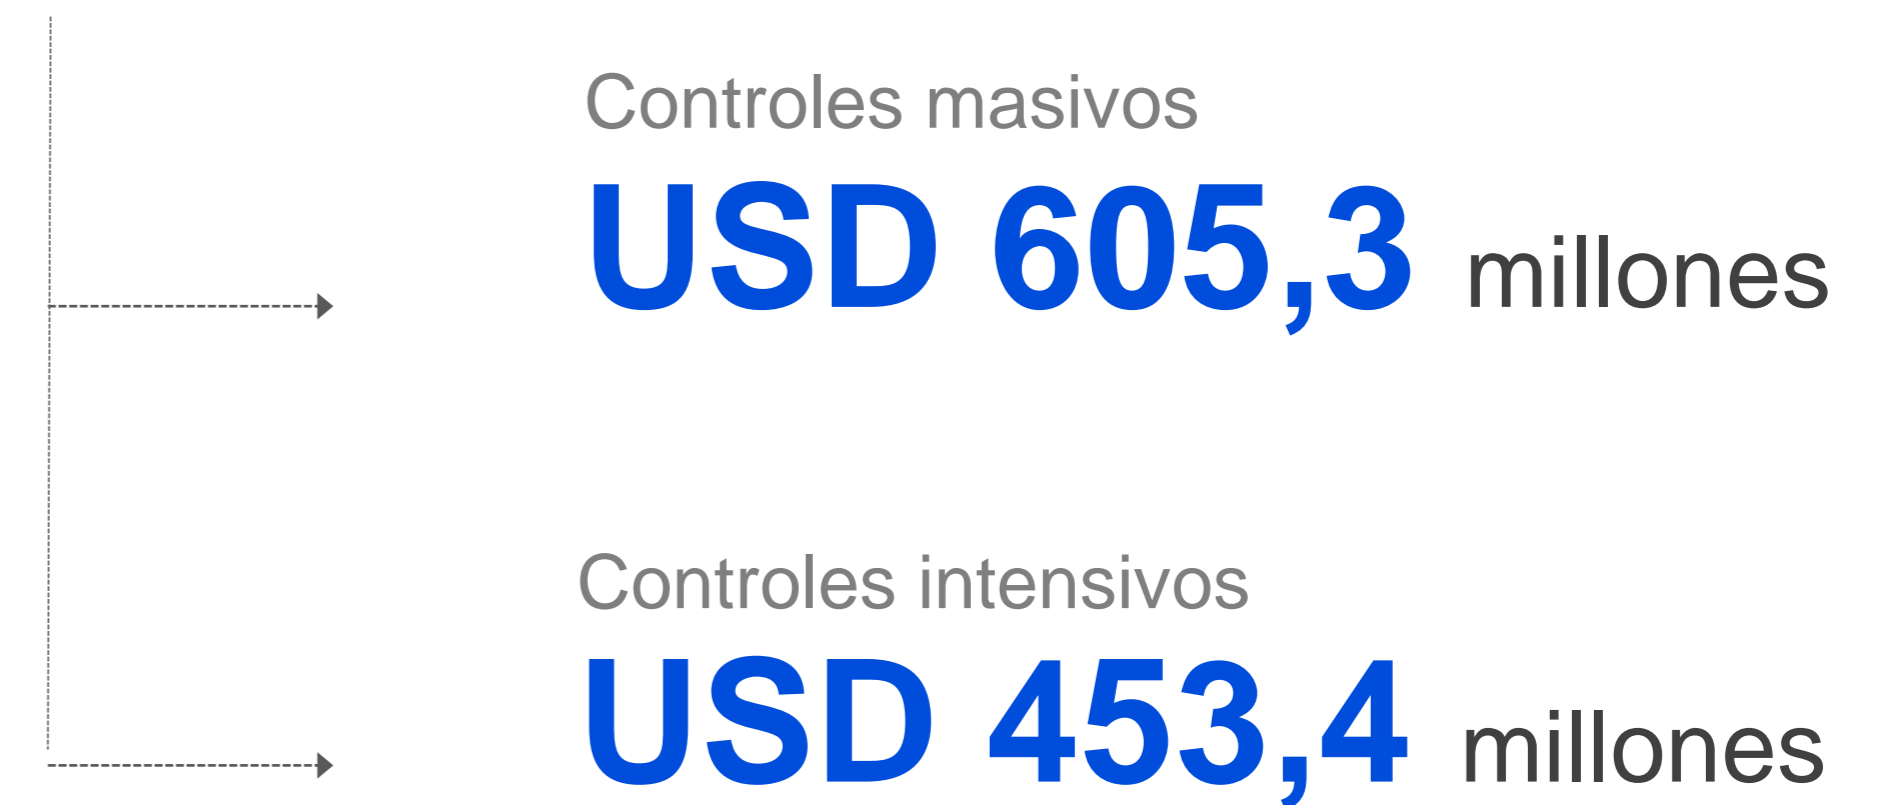 Controles masivos
USD 605,3 millones
Controles intensivos
USD 453,4 millones